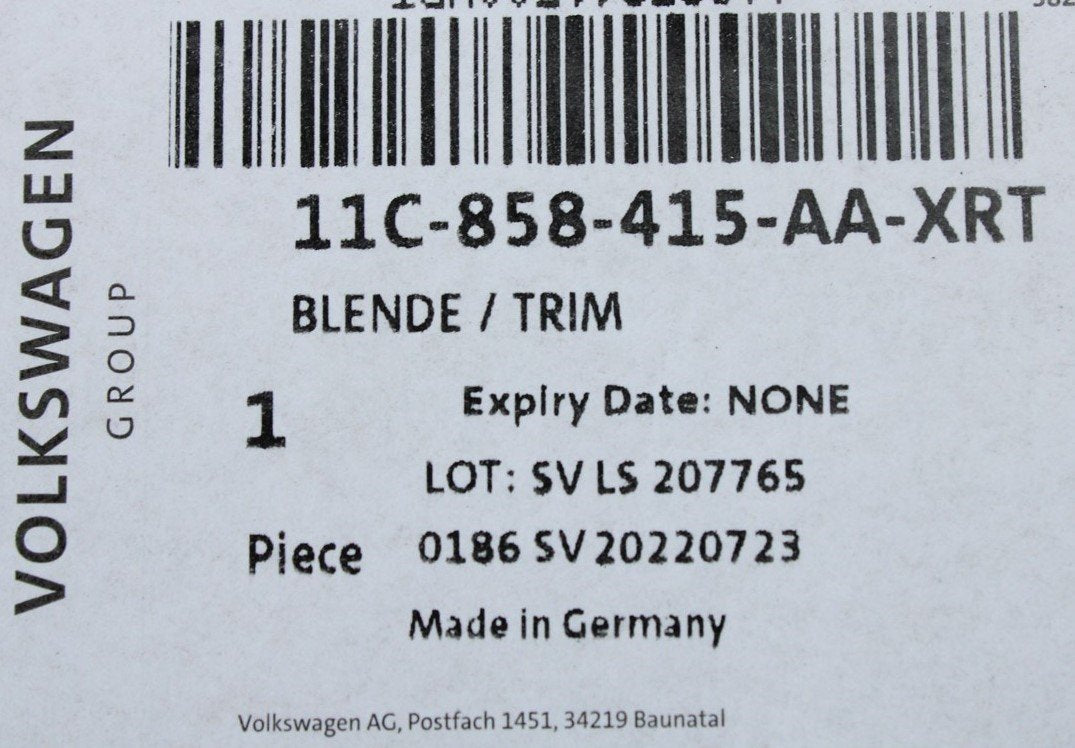 11C-858-415-AA-XRT
BLENDE / TRIM
1
Expiry Date: NONE
LOT: SV LS 207765
Piece
0186 SV 20220723
Made in Germany
Volkswagen AG, Postfach 1451, 34219 Baunatal
VOLKSWAGEN
GROUP